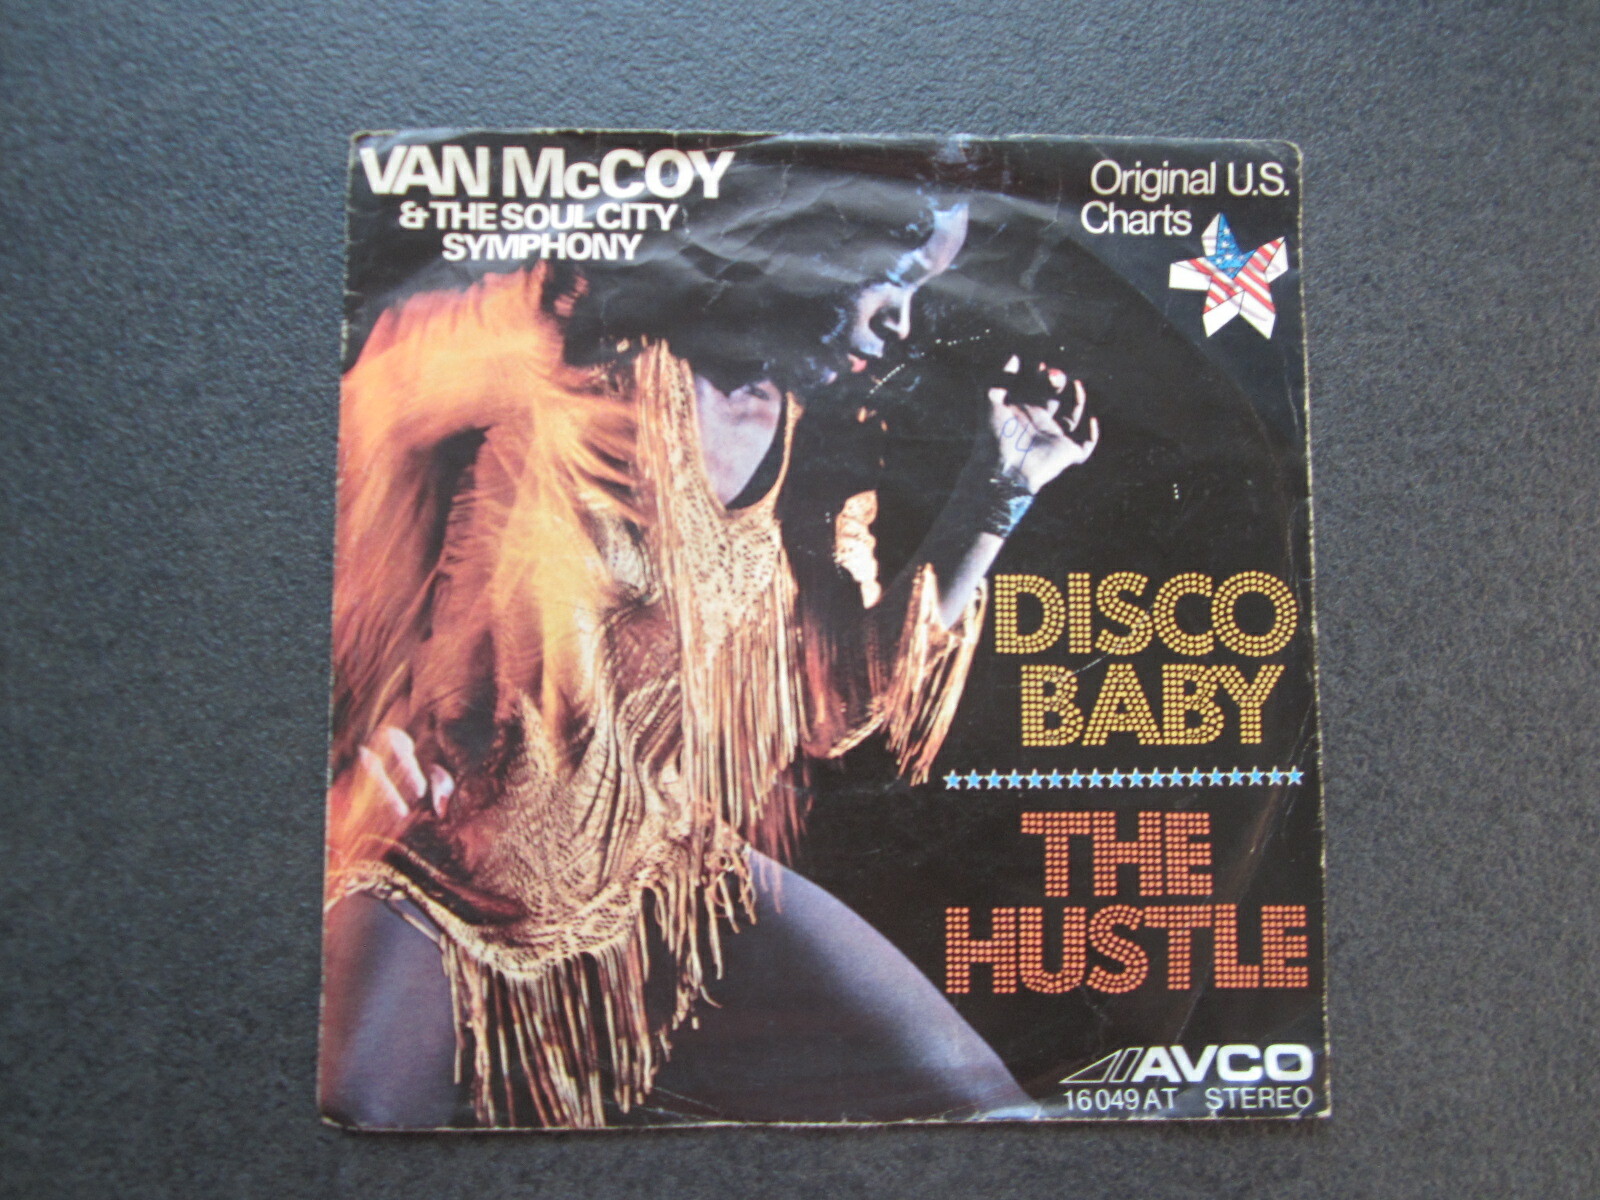 VAN McCOY
& THE SOUL CITY
SYMPHONY
Original U.S.
Charts
DISCO
BABY
THE
HUSTLE
AVCO
16 049 AT STEREO